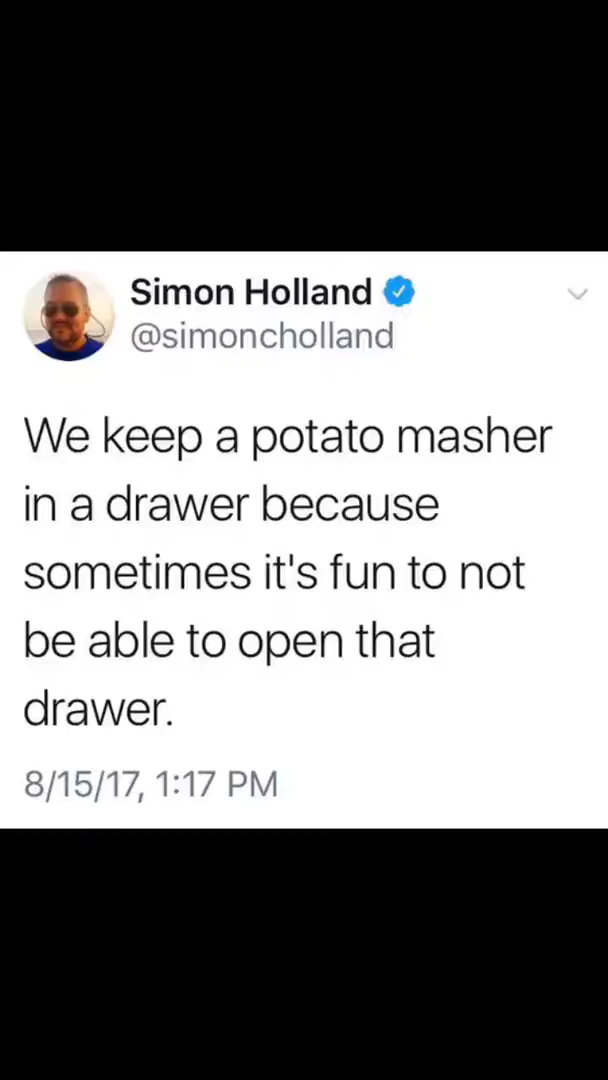 Simon Holland
@simoncholland
We keep a potato masher
in a drawer because
sometimes it's fun to not
be able to open that
drawer.
8/15/17, 1:17 PM